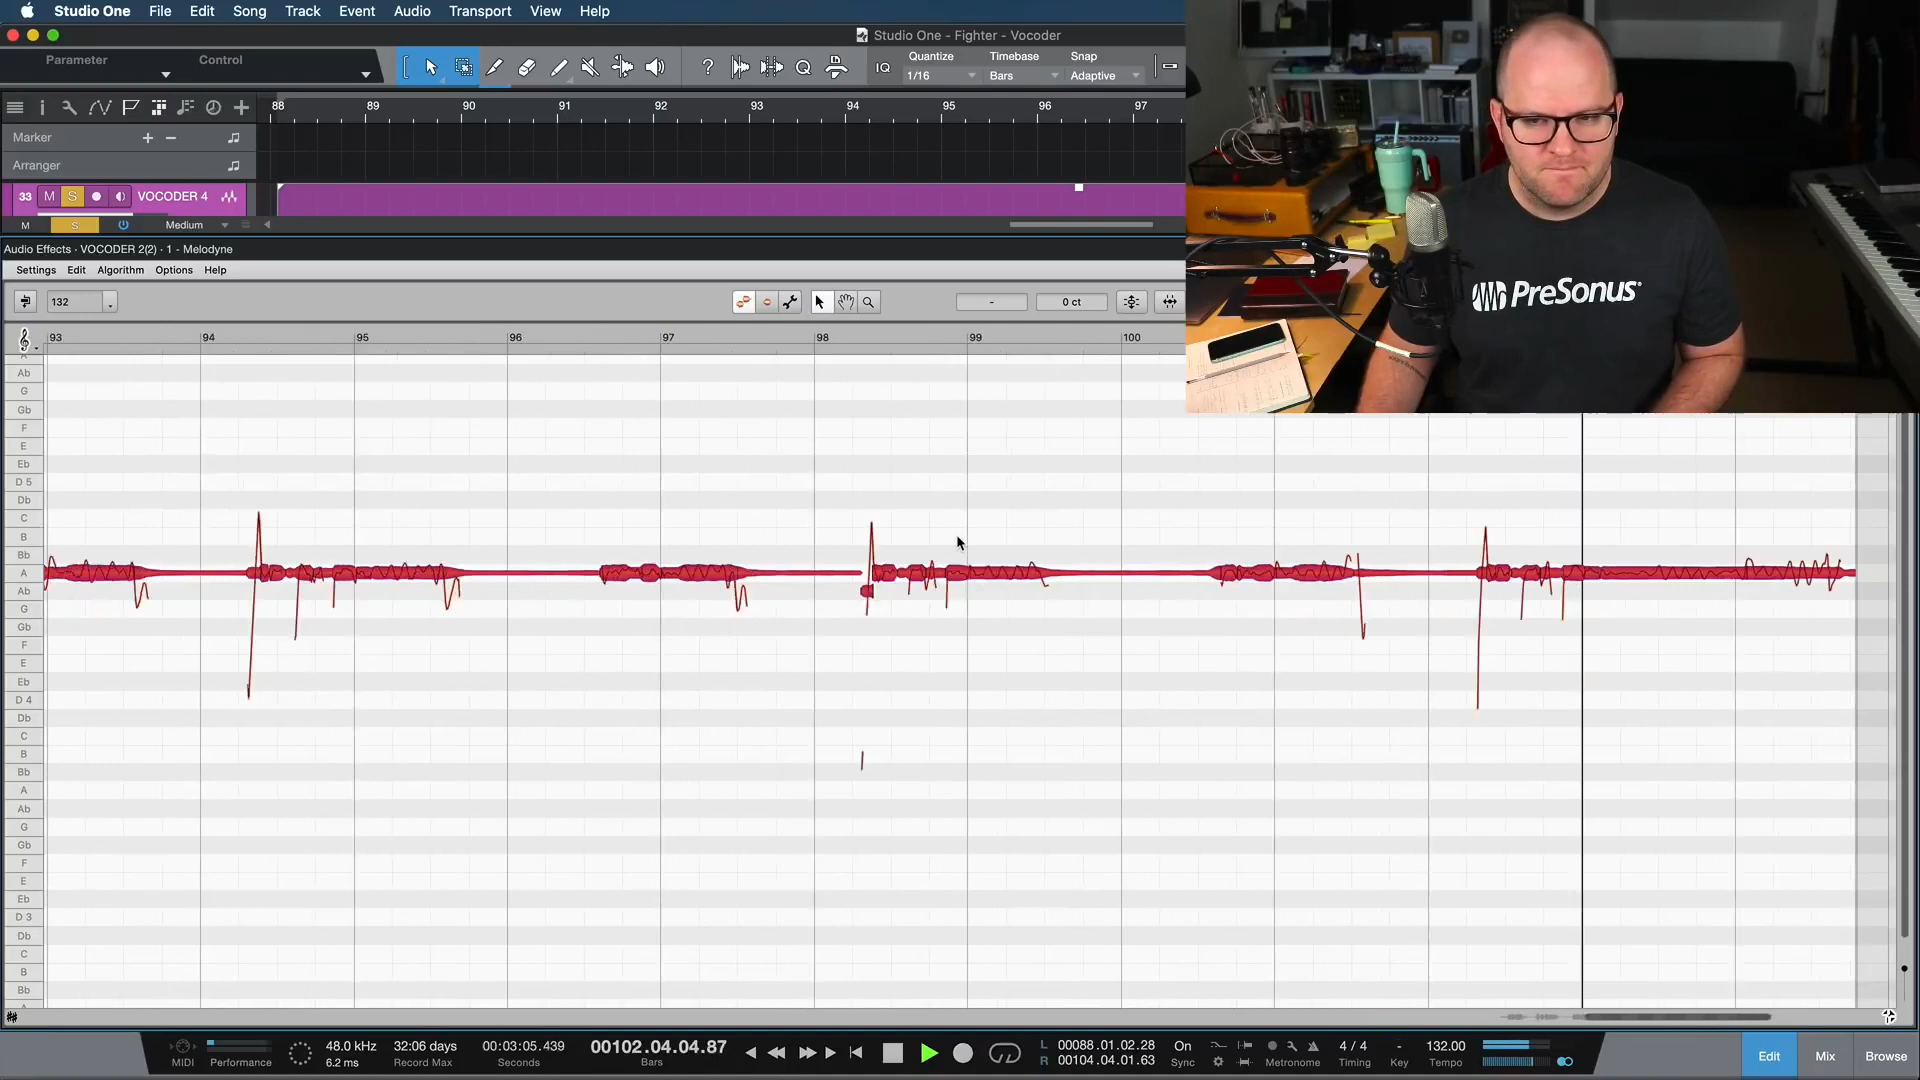 Studio One File Edit Song Track Event Audio Transport View Help
Studio One - Fighter - Vocoder
Parameter Control
Quantize Timebase Snap
IQ 1/16 Bars Adaptive
88 89 90 91 92 93 94 95 96 97
Marker
Arranger
33 M S VOCODER 4
M S Medium
Audio Effects · VOCODER 2(2) · 1 - Melodyne
Settings Edit Algorithm Options Help
132 - 0 ct
93 94 95 96 97 98 99 100
Ab
G
Gb
F
E
Eb
D 5
Db
C
B
Bb
A
Ab
G
Gb
F
E
Eb
D 4
Db
C
B
Bb
A
Ab
G
Gb
F
E
Eb
D 3
Db
C
B
Bb
PreSonus
MIDI Performance
48.0 kHz
6.2 ms
32:06 days
Record Max
00:03:05.439
Seconds
00102.04.04.87
Bars
L 00088.01.02.28
R 00104.04.01.63
On
Sync
Metronome
4 / 4
Timing
-
Key
132.00
Tempo
Edit Mix Browse